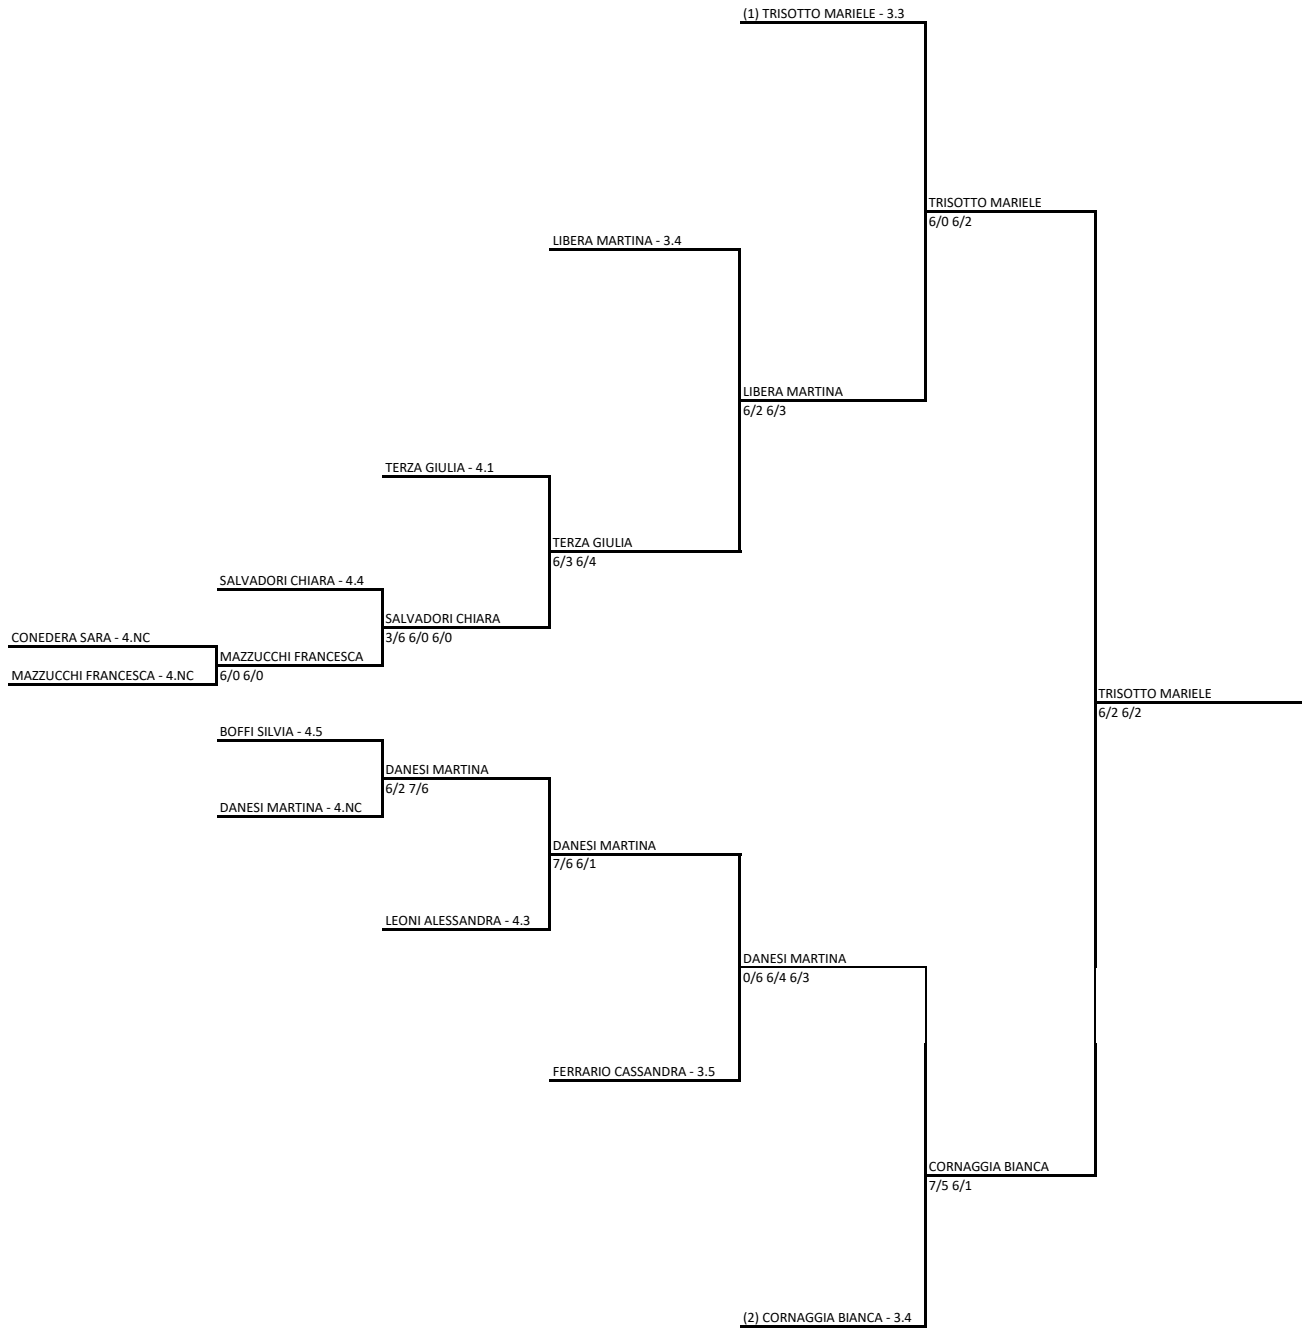 (1) TRISOTTO MARIELE - 3.3
TRISOTTO MARIELE
6/0 6/2
LIBERA MARTINA - 3.4
LIBERA MARTINA
6/2 6/3
TERZA GIULIA - 4.1
TERZA GIULIA
6/3 6/4
SALVADORI CHIARA - 4.4
SALVADORI CHIARA
3/6 6/0 6/0
CONEDERA SARA - 4.NC
MAZZUCCHI FRANCESCA
6/0 6/0
MAZZUCCHI FRANCESCA - 4.NC
TRISOTTO MARIELE
6/2 6/2
BOFFI SILVIA - 4.5
DANESI MARTINA
6/2 7/6
DANESI MARTINA - 4.NC
DANESI MARTINA
7/6 6/1
LEONI ALESSANDRA - 4.3
DANESI MARTINA
0/6 6/4 6/3
FERRARIO CASSANDRA - 3.5
CORNAGGIA BIANCA
7/5 6/1
(2) CORNAGGIA BIANCA - 3.4